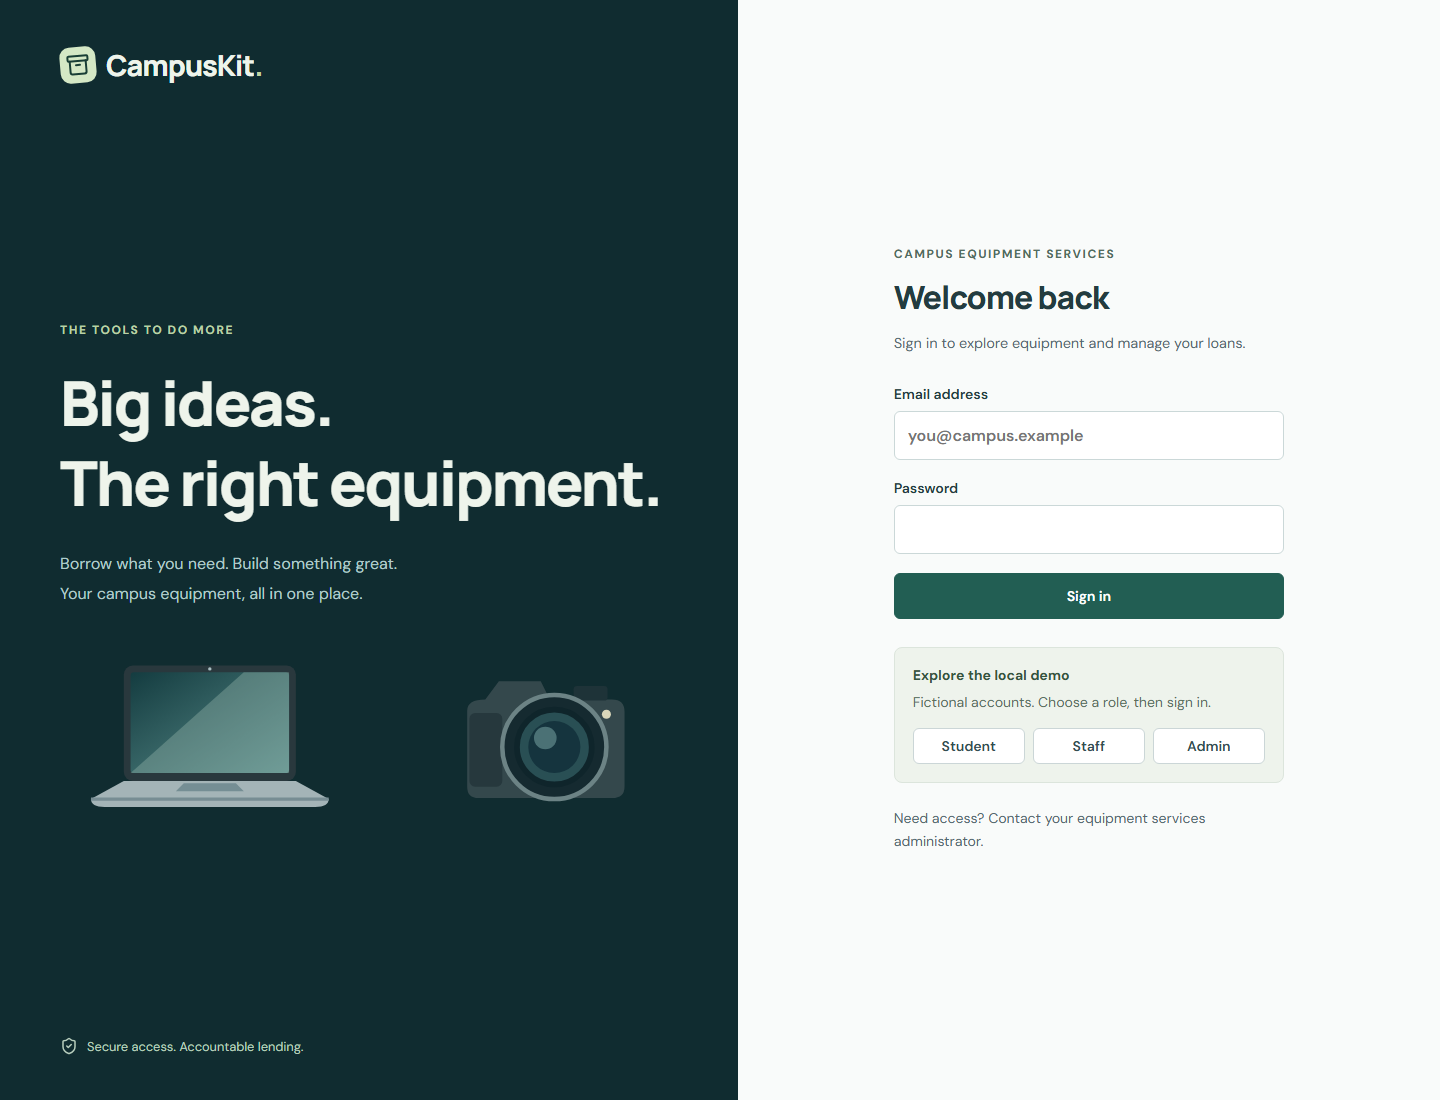 CampusKit.
THE TOOLS TO DO MORE
Big ideas.
The right equipment.
Borrow what you need. Build something great.
Your campus equipment, all in one place.
Secure access. Accountable lending.
CAMPUS EQUIPMENT SERVICES
Welcome back
Sign in to explore equipment and manage your loans.
Email address
you@campus.example
Password
Sign in
Explore the local demo
Fictional accounts. Choose a role, then sign in.
Student Staff Admin
Need access? Contact your equipment services
administrator.